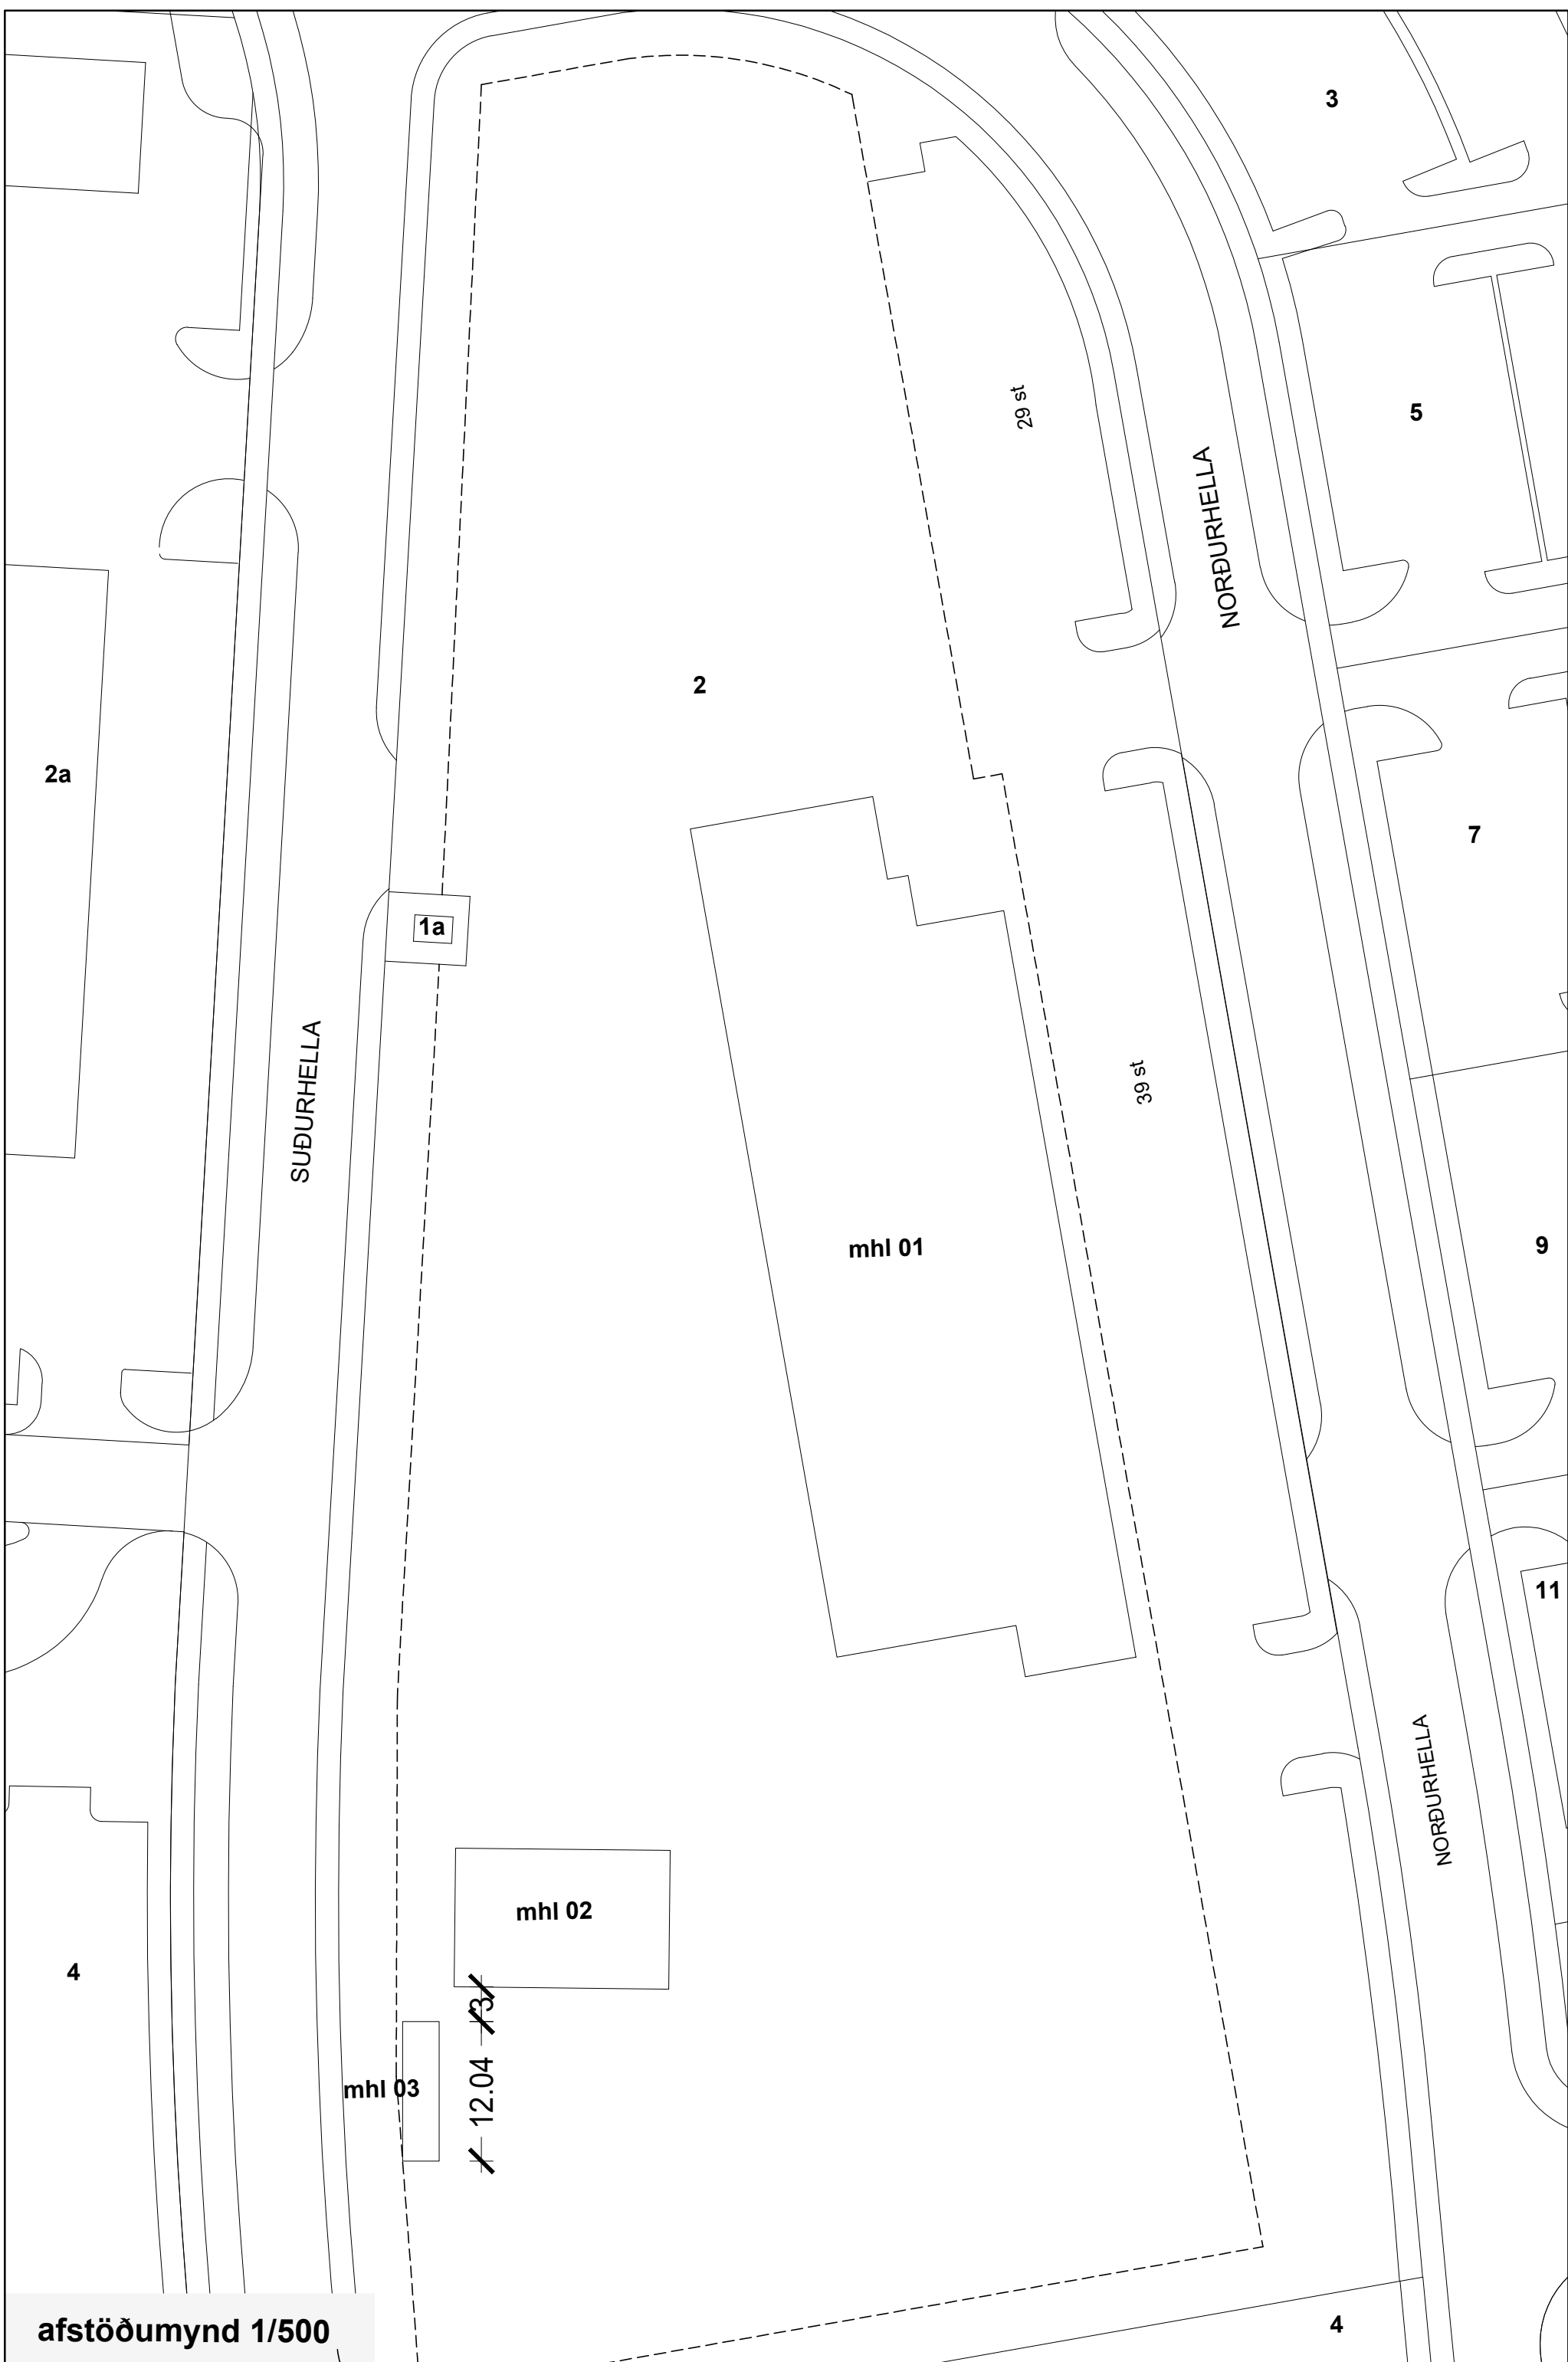 3
29 st
5
NORÐURHELLA
2
2a
7
1a
SUÐURHELLA
39 st
mhl 01
9
11
NORÐURHELLA
mhl 02
4
3
12.04
mhl 03
4
afstöðumynd 1/500